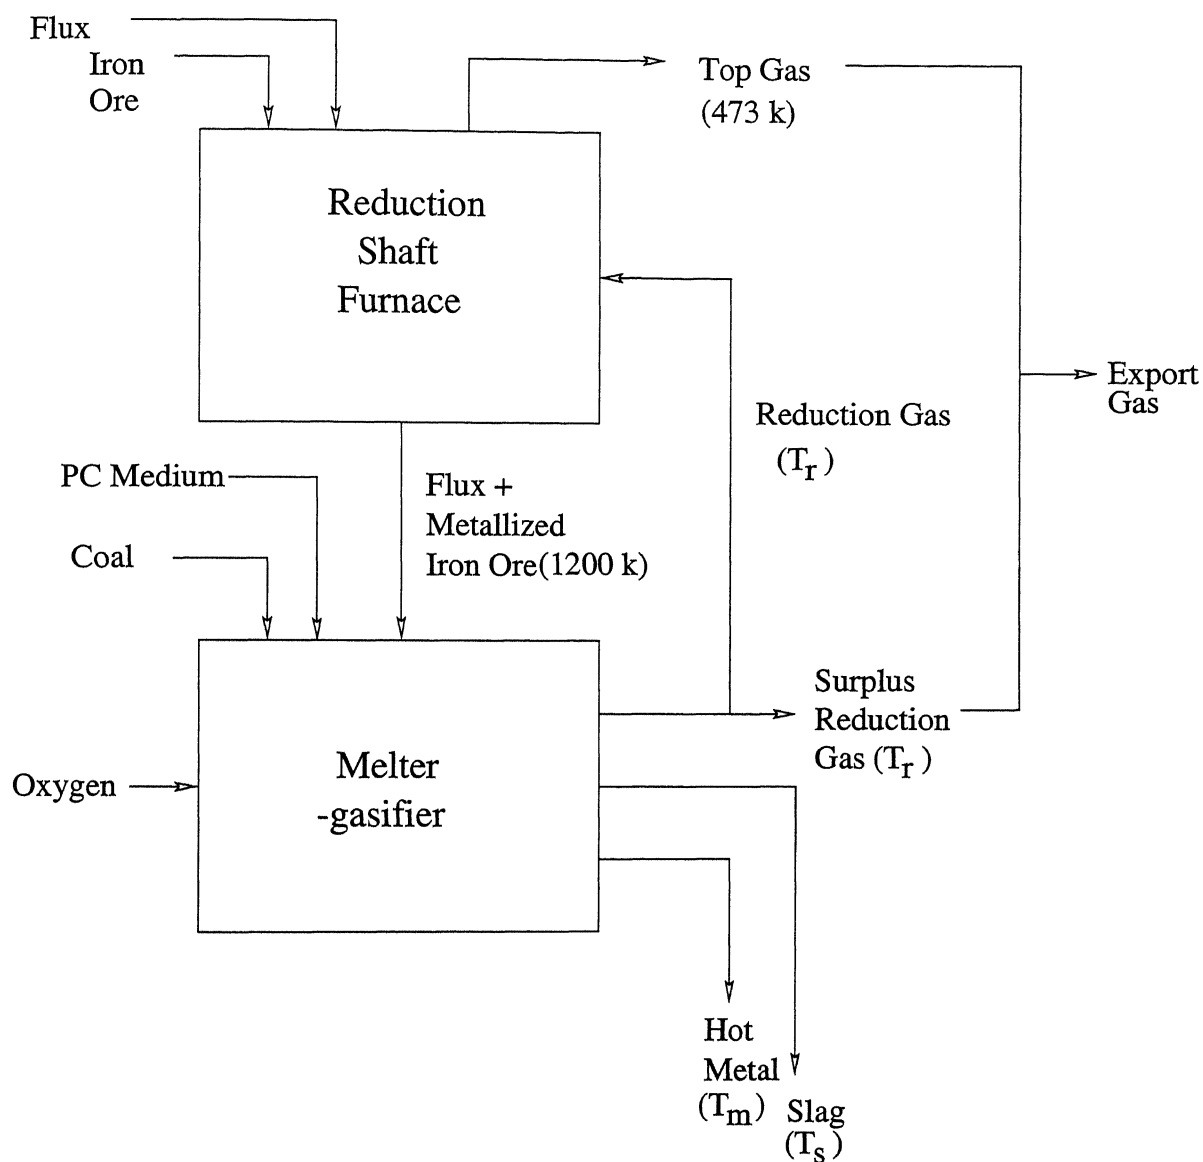 Flux
Iron
Ore
Top Gas
(473 k)
Reduction
Shaft
Furnace
Export
Gas
Reduction Gas
(Tr)
PC Medium
Flux +
Metallized
Iron Ore(1200 k)
Coal
Surplus
Reduction
Gas (Tr)
Melter
-gasifier
Oxygen
Hot
Metal
(Tm)
Slag
(Ts)